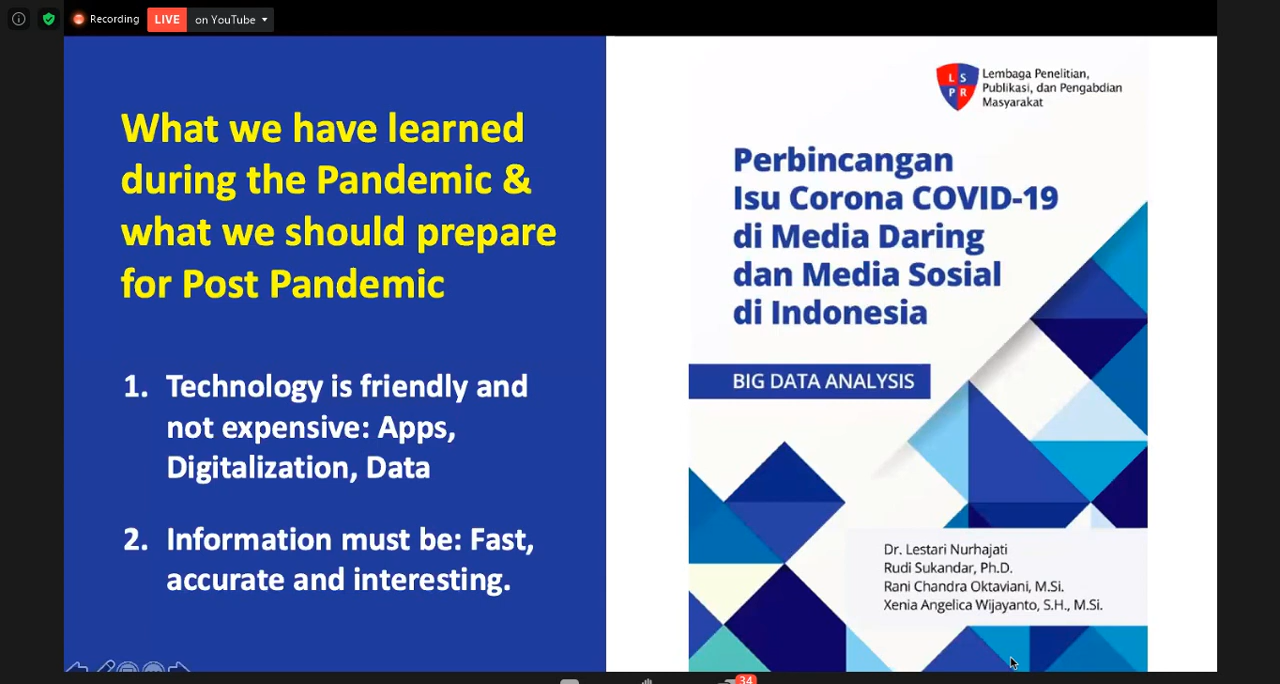 Recording
LIVE
on YouTube
What we have learned
during the Pandemic &
what we should prepare
for Post Pandemic
1. Technology is friendly and
not expensive: Apps,
Digitalization, Data
2. Information must be: Fast,
accurate and interesting.
L S
P R
Lembaga Penelitian,
Publikasi, dan Pengabdian
Masyarakat
Perbincangan
Isu Corona COVID-19
di Media Daring
dan Media Sosial
di Indonesia
BIG DATA ANALYSIS
Dr. Lestari Nurhajati
Rudi Sukandar, Ph.D.
Rani Chandra Oktaviani, M.Si.
Xenia Angelica Wijayanto, S.H., M.Si.
34